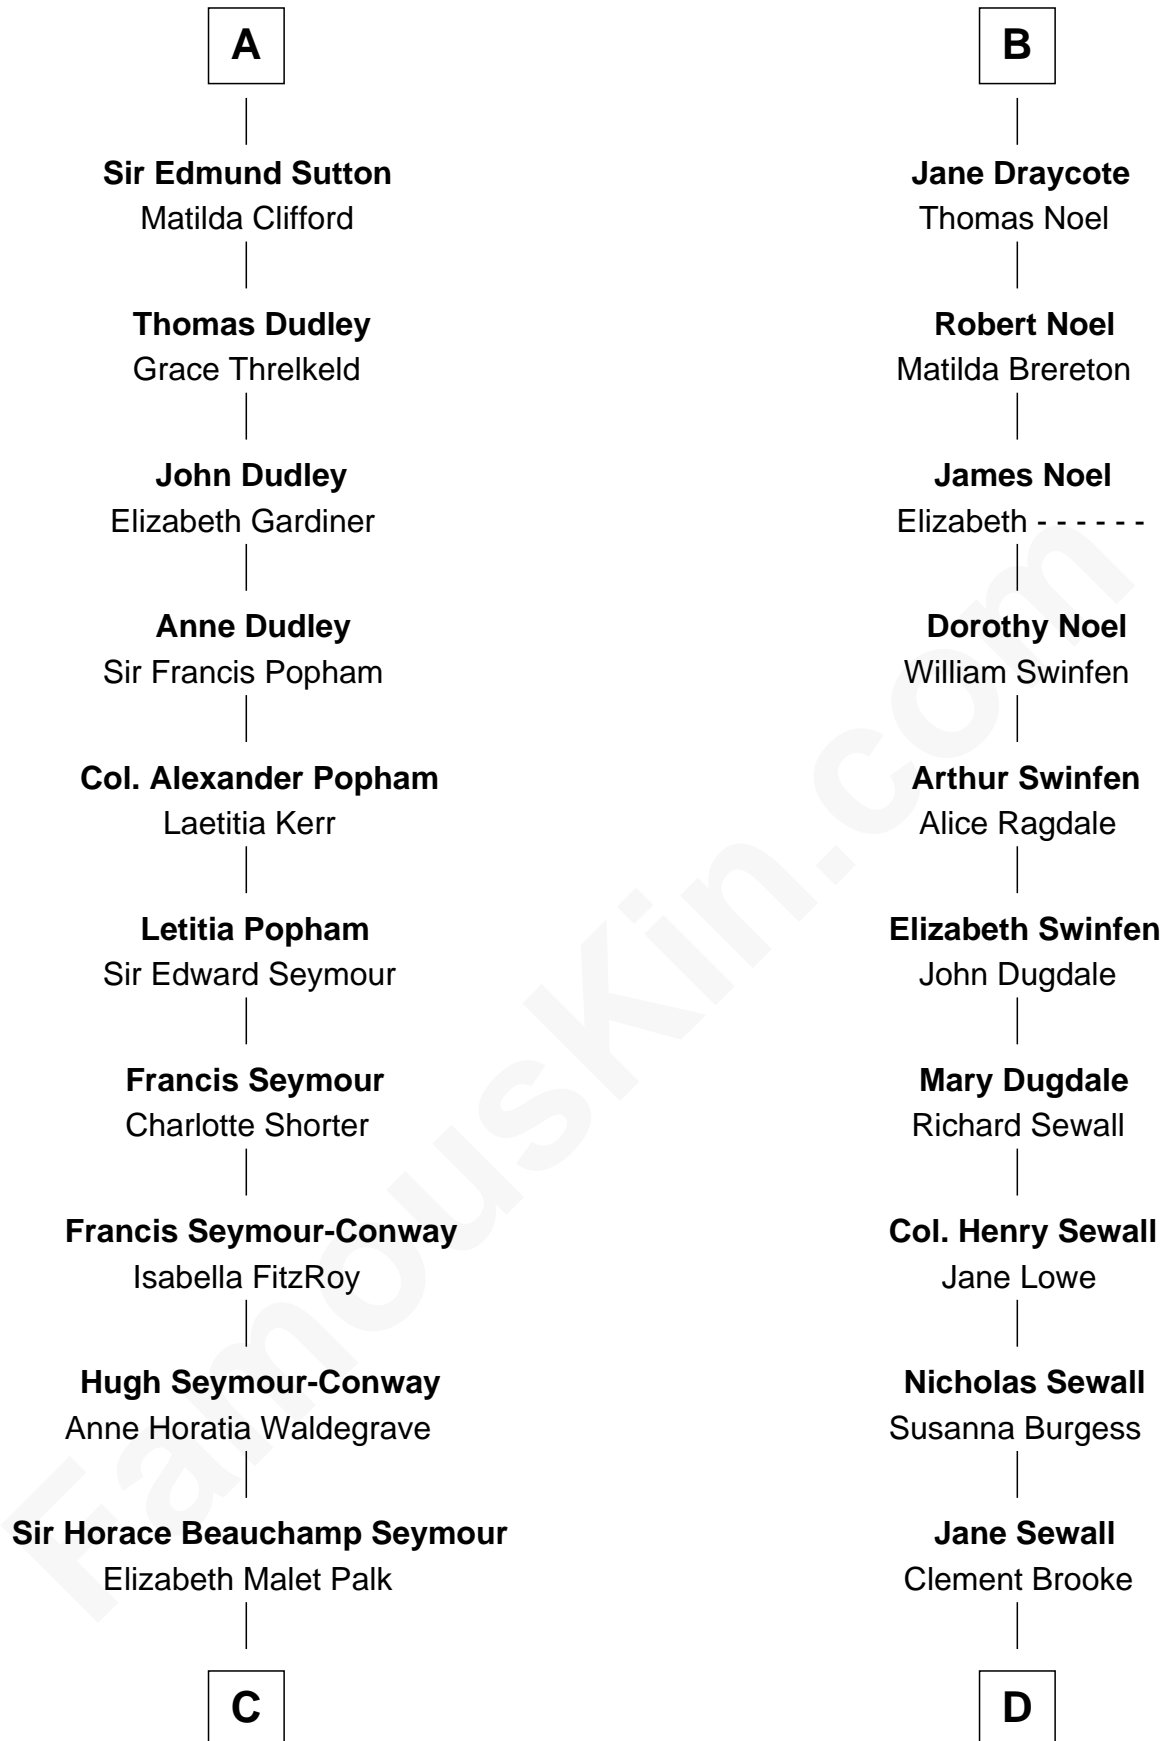 A
Sir Edmund Sutton
Matilda Clifford
Thomas Dudley
Grace Threlkeld
John Dudley
Elizabeth Gardiner
Anne Dudley
Sir Francis Popham
Col. Alexander Popham
Laetitia Kerr
Letitia Popham
Sir Edward Seymour
Francis Seymour
Charlotte Shorter
Francis Seymour-Conway
Isabella FitzRoy
Hugh Seymour-Conway
Anne Horatia Waldegrave
Sir Horace Beauchamp Seymour
Elizabeth Malet Palk
C
B
Jane Draycote
Thomas Noel
Robert Noel
Matilda Brereton
James Noel
Elizabeth - - - - - -
Dorothy Noel
William Swinfen
Arthur Swinfen
Alice Ragdale
Elizabeth Swinfen
John Dugdale
Mary Dugdale
Richard Sewall
Col. Henry Sewall
Jane Lowe
Nicholas Sewall
Susanna Burgess
Jane Sewall
Clement Brooke
D
FamousKin.com